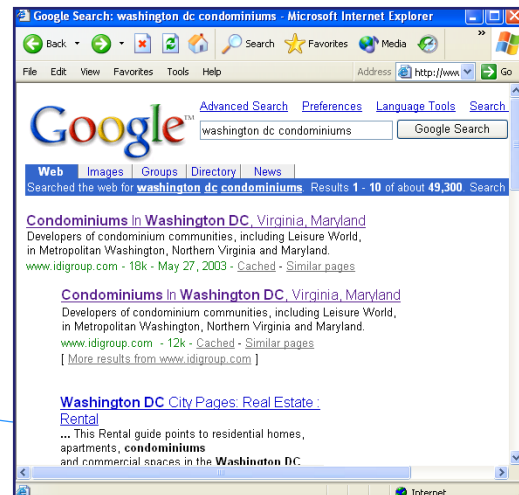 Google Search: washington dc condominiums - Microsoft Internet Explorer
Back Search Favorites Media »
File Edit View Favorites Tools Help Address http://www Go
Google™
Advanced Search Preferences Language Tools Search
washington dc condominiums Google Search
Web Images Groups Directory News
Searched the web for washington dc condominiums. Results 1 - 10 of about 49,300. Search
Condominiums In Washington DC, Virginia, Maryland
Developers of condominium communities, including Leisure World,
in Metropolitan Washington, Northern Virginia and Maryland.
www.idigroup.com - 18k - May 27, 2003 - Cached - Similar pages
Condominiums In Washington DC, Virginia, Maryland
Developers of condominium communities, including Leisure World,
in Metropolitan Washington, Northern Virginia and Maryland.
www.idigroup.com - 12k - Cached - Similar pages
[ More results from www.idigroup.com ]
Washington DC City Pages: Real Estate :
Rental
... This Rental guide points to residential homes,
apartments, condominiums
and commercial spaces in the Washington DC
Internet